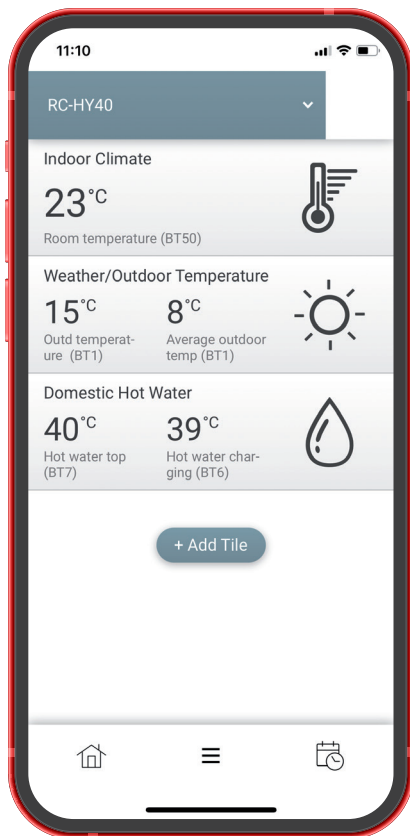 11:10
RC-HY40
Indoor Climate
23°C
Room temperature (BT50)
Weather/Outdoor Temperature
15°C 8°C
Outd temperat- Average outdoor
ure (BT1) temp (BT1)
Domestic Hot Water
40°C 39°C
Hot water top Hot water char-
(BT7) ging (BT6)
+ Add Tile